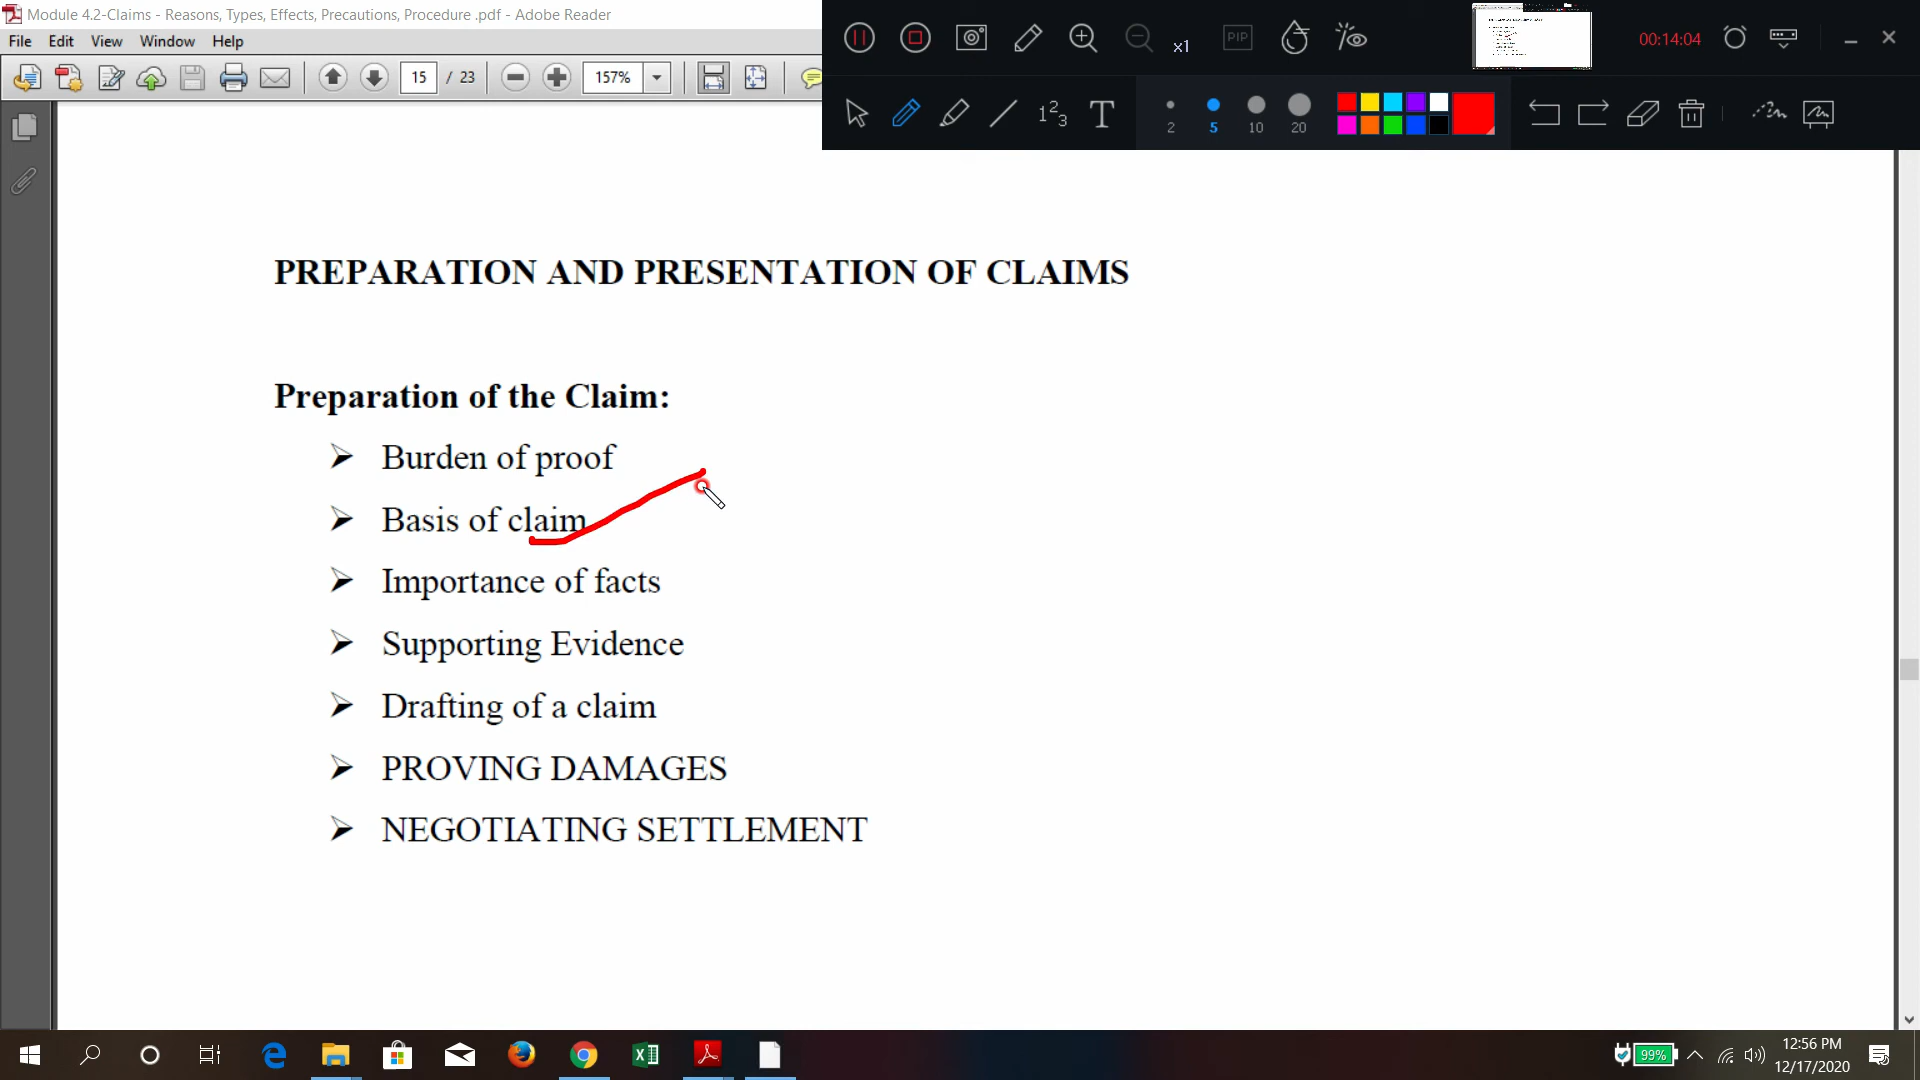 Module 4.2-Claims - Reasons, Types, Effects, Precautions, Procedure .pdf - Adobe Reader
File Edit View Window Help
15 / 23 157%
x1 PIP 00:14:04
1 2 3 T 2 5 10 20
PREPARATION AND PRESENTATION OF CLAIMS
Preparation of the Claim:
➢ Burden of proof
➢ Basis of claim
➢ Importance of facts
➢ Supporting Evidence
➢ Drafting of a claim
➢ PROVING DAMAGES
➢ NEGOTIATING SETTLEMENT
99% 12:56 PM
12/17/2020